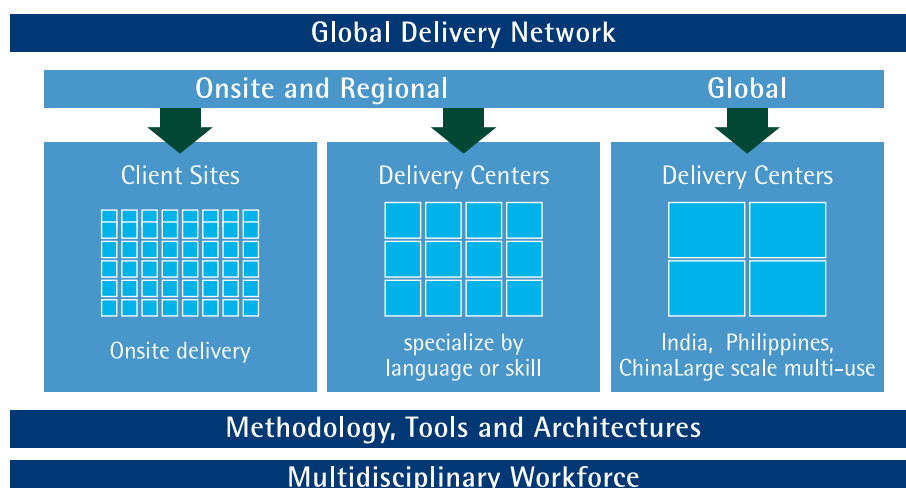 Global Delivery Network
Onsite and Regional
Global
Client Sites
Onsite delivery
Delivery Centers
specialize by
language or skill
Delivery Centers
India, Philippines,
ChinaLarge scale multi-use
Methodology, Tools and Architectures
Multidisciplinary Workforce